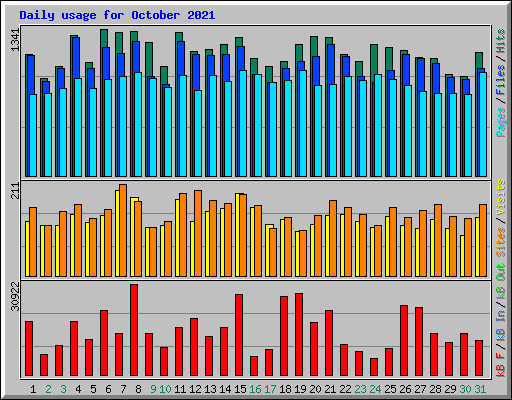 Daily usage for October 2021
1341
Pages / Files / Hits
211
Sites / Visits
30922
kB F / kB In / kB Out
1 2 3 4 5 6 7 8 9 10 11 12 13 14 15 16 17 18 19 20 21 22 23 24 25 26 27 28 29 30 31